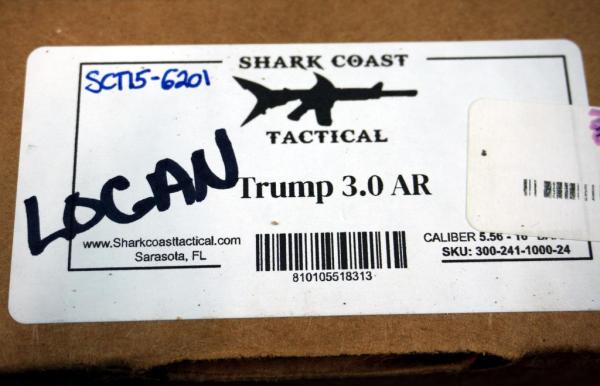 SHARK COAST
SCT15-6201
TACTICAL
LOGAN
Trump 3.0 AR
www.Sharkcoasttactical.com
Sarasota, FL
810105518313
CALIBER 5.56 - 16"
SKU: 300-241-1000-24